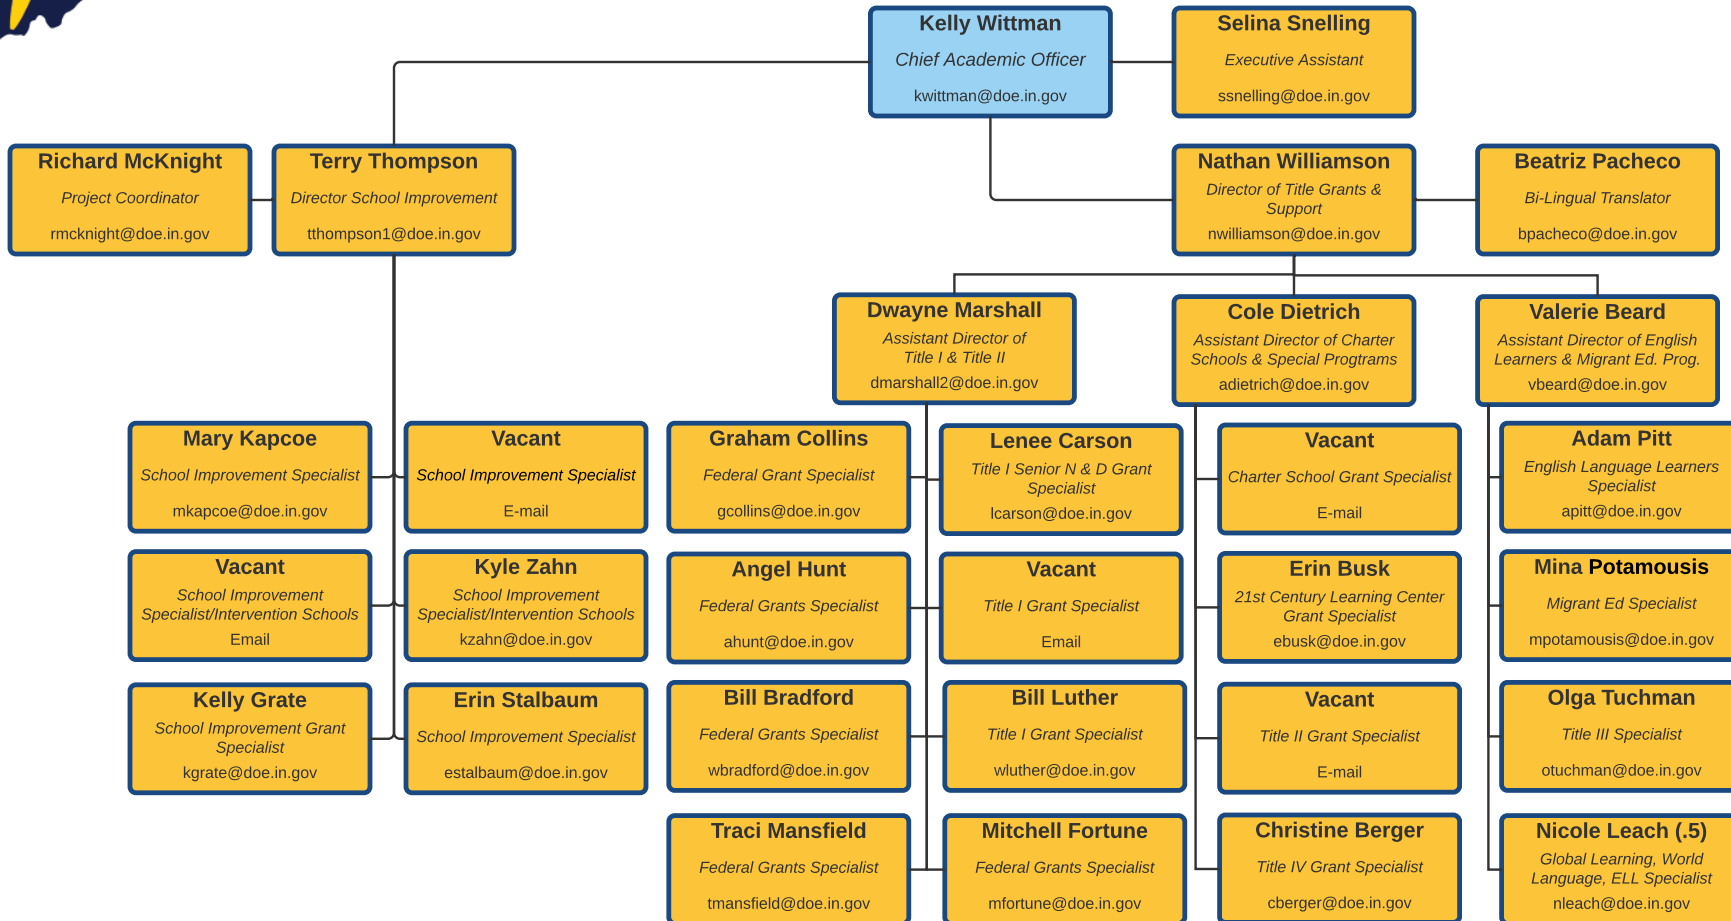 Kelly Wittman
Chief Academic Officer
kwittman@doe.in.gov
Selina Snelling
Executive Assistant
ssnelling@doe.in.gov
Richard McKnight
Project Coordinator
rmcknight@doe.in.gov
Terry Thompson
Director School Improvement
tthompson1@doe.in.gov
Nathan Williamson
Director of Title Grants &
Support
nwilliamson@doe.in.gov
Beatriz Pacheco
Bi-Lingual Translator
bpacheco@doe.in.gov
Dwayne Marshall
Assistant Director of
Title I & Title II
dmarshall2@doe.in.gov
Cole Dietrich
Assistant Director of Charter
Schools & Special Progtrams
adietrich@doe.in.gov
Valerie Beard
Assistant Director of English
Learners & Migrant Ed. Prog.
vbeard@doe.in.gov
Mary Kapcoe
School Improvement Specialist
mkapcoe@doe.in.gov
Vacant
School Improvement Specialist
E-mail
Graham Collins
Federal Grant Specialist
gcollins@doe.in.gov
Lenee Carson
Title I Senior N & D Grant
Specialist
lcarson@doe.in.gov
Vacant
Charter School Grant Specialist
E-mail
Adam Pitt
English Language Learners
Specialist
apitt@doe.in.gov
Vacant
School Improvement
Specialist/Intervention Schools
Email
Kyle Zahn
School Improvement
Specialist/Intervention Schools
kzahn@doe.in.gov
Angel Hunt
Federal Grants Specialist
ahunt@doe.in.gov
Vacant
Title I Grant Specialist
Email
Erin Busk
21st Century Learning Center
Grant Specialist
ebusk@doe.in.gov
Mina Potamousis
Migrant Ed Specialist
mpotamousis@doe.in.gov
Kelly Grate
School Improvement Grant
Specialist
kgrate@doe.in.gov
Erin Stalbaum
School Improvement Specialist
estalbaum@doe.in.gov
Bill Bradford
Federal Grants Specialist
wbradford@doe.in.gov
Bill Luther
Title I Grant Specialist
wluther@doe.in.gov
Vacant
Title II Grant Specialist
E-mail
Olga Tuchman
Title III Specialist
otuchman@doe.in.gov
Traci Mansfield
Federal Grants Specialist
tmansfield@doe.in.gov
Mitchell Fortune
Federal Grants Specialist
mfortune@doe.in.gov
Christine Berger
Title IV Grant Specialist
cberger@doe.in.gov
Nicole Leach (.5)
Global Learning, World
Language, ELL Specialist
nleach@doe.in.gov